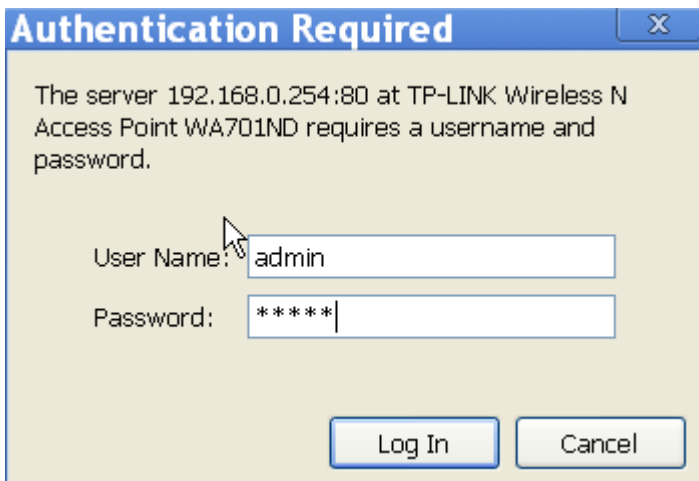 Authentication Required
The server 192.168.0.254:80 at TP-LINK Wireless N
Access Point WA701ND requires a username and
password.
User Name: admin
Password: *****
Log In Cancel